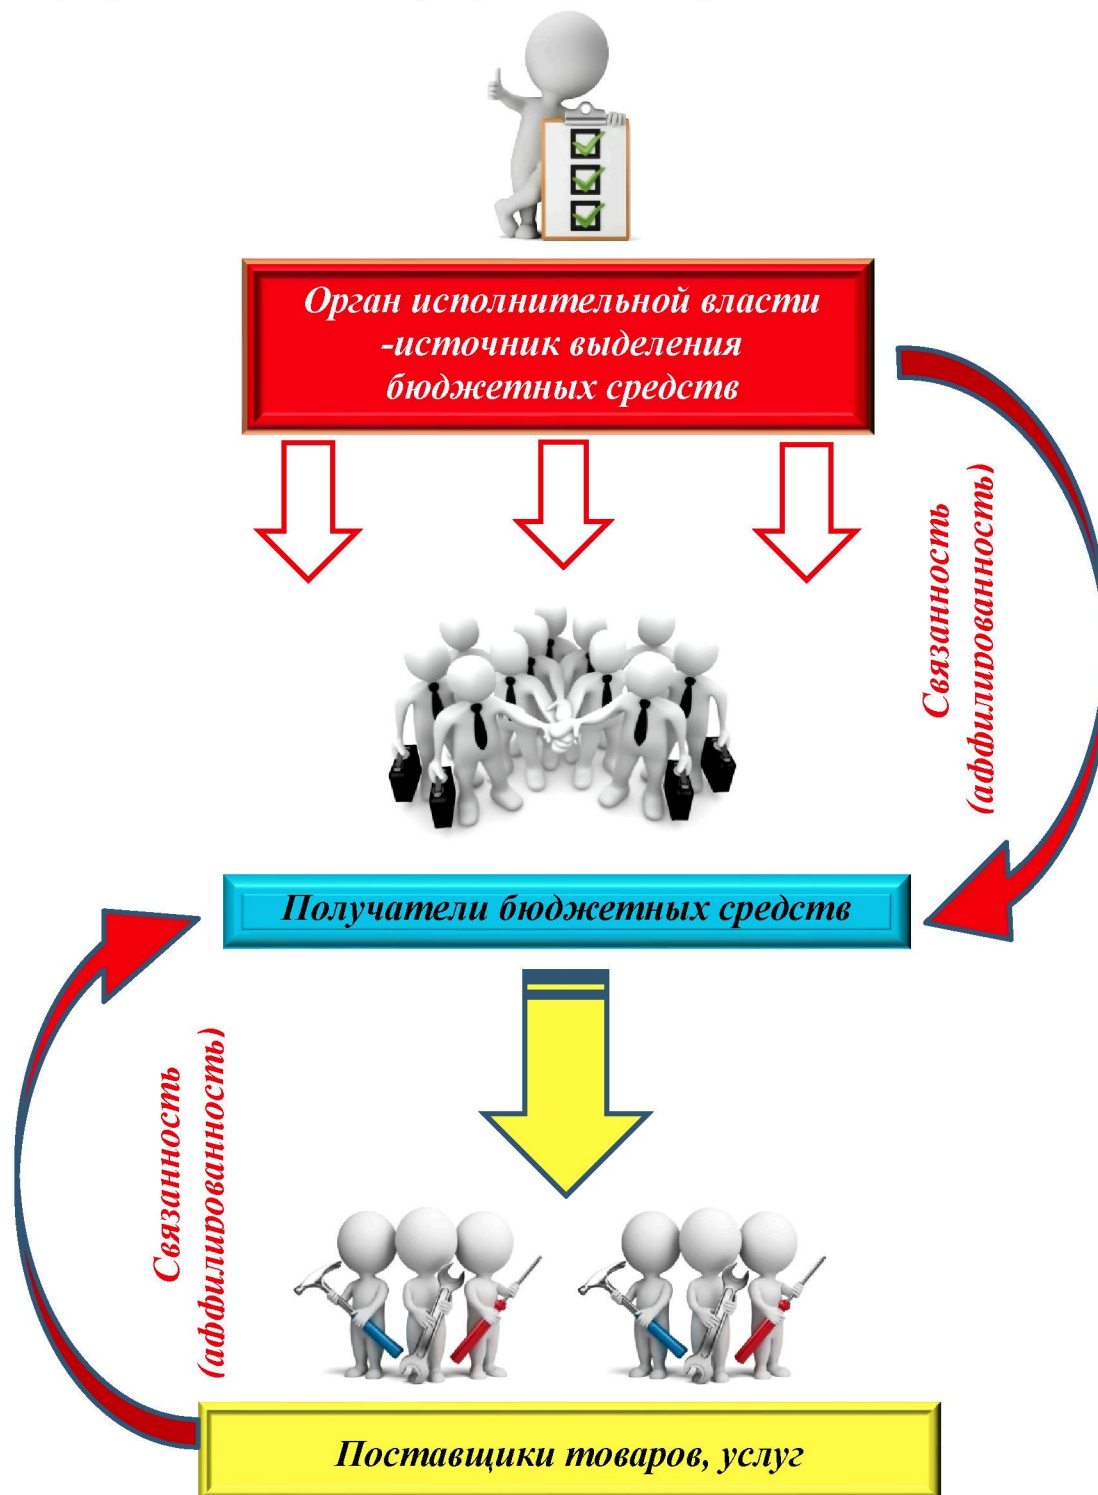 Орган исполнительной власти
-источник выделения
бюджетных средств
Связанность
(аффилированность)
Получатели бюджетных средств
Связанность
(аффилированность)
Поставщики товаров, услуг